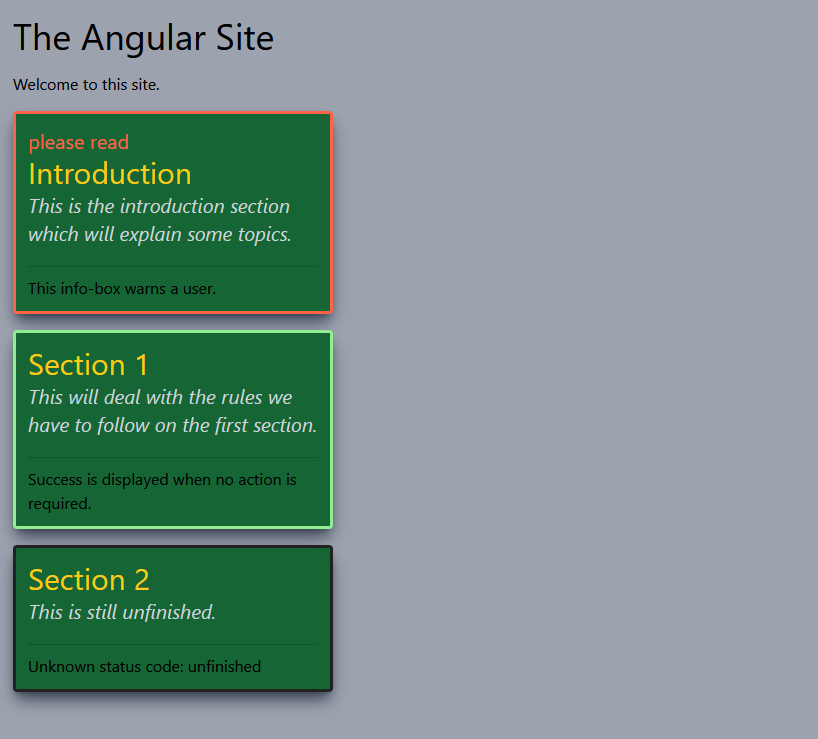 The Angular Site
Welcome to this site.
please read
Introduction
This is the introduction section
which will explain some topics.
This info-box warns a user.
Section 1
This will deal with the rules we
have to follow on the first section.
Success is displayed when no action is
required.
Section 2
This is still unfinished.
Unknown status code: unfinished